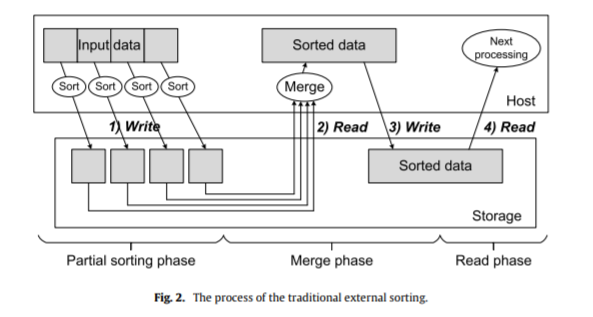 Input data
Sorted data
Next
processing
Sort
Sort
Sort
Sort
Merge
Host
1) Write
2) Read
3) Write
4) Read
Sorted data
Storage
Partial sorting phase
Merge phase
Read phase
Fig. 2. The process of the traditional external sorting.